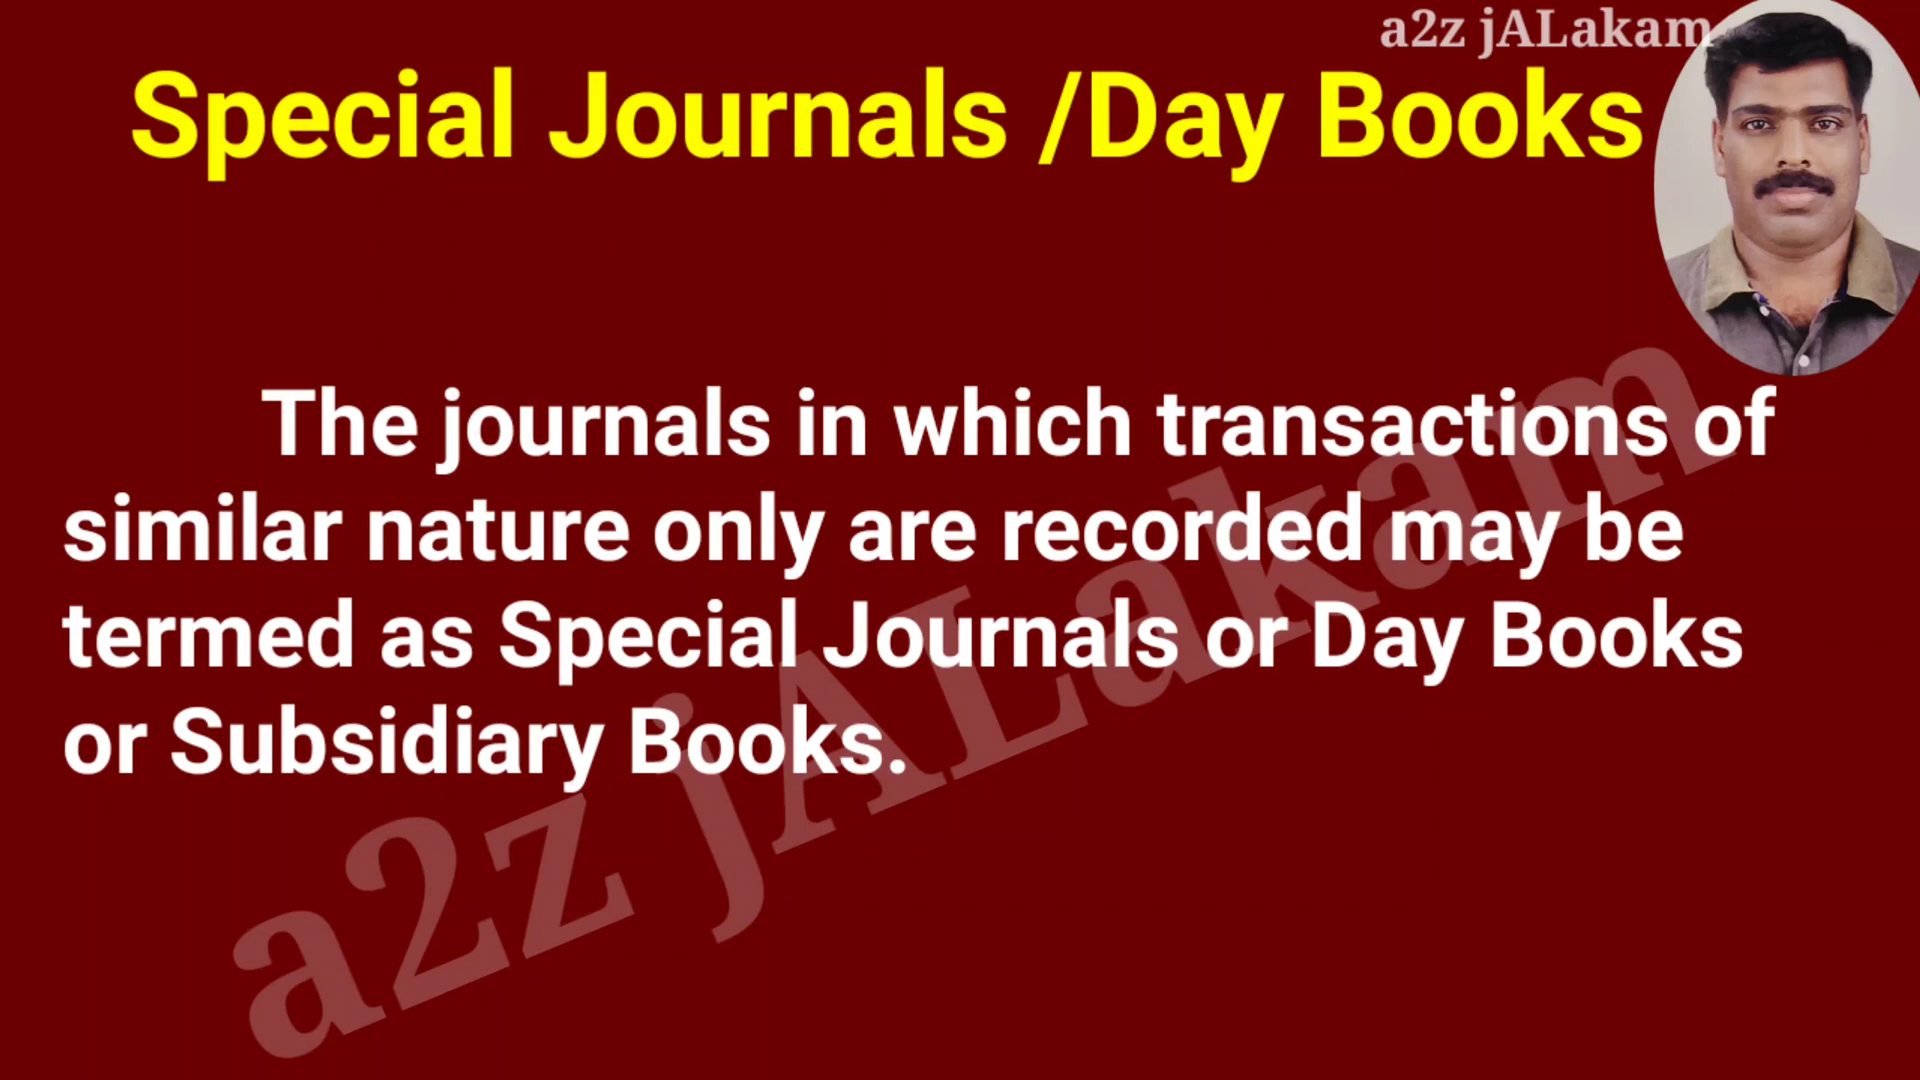 a2z jALakam
Special Journals /Day Books
The journals in which transactions of
similar nature only are recorded may be
termed as Special Journals or Day Books
or Subsidiary Books.
a2z jALakam